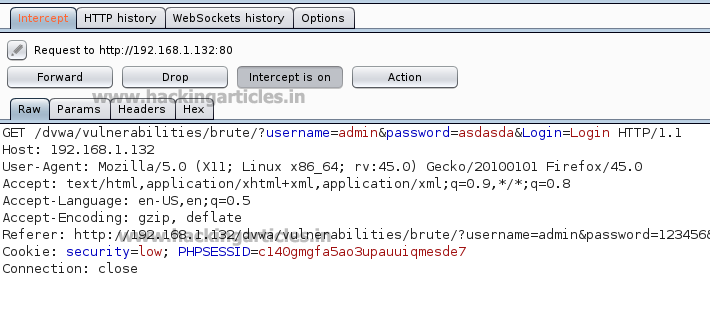 Intercept HTTP history WebSockets history Options
Request to http://192.168.1.132:80
Forward Drop Intercept is on Action
www.hackingarticles.in
Raw Params Headers Hex
GET /dvwa/vulnerabilities/brute/?username=admin&password=asdasda&Login=Login HTTP/1.1
Host: 192.168.1.132
User-Agent: Mozilla/5.0 (X11; Linux x86_64; rv:45.0) Gecko/20100101 Firefox/45.0
Accept: text/html,application/xhtml+xml,application/xml;q=0.9,*/*;q=0.8
Accept-Language: en-US,en;q=0.5
Accept-Encoding: gzip, deflate
Referer: http://192.168.1.132/dvwa/vulnerabilities/brute/?username=admin&password=1234568
www.hackingarticles.in
Cookie: security=low; PHPSESSID=c140gmgfa5ao3upauuiqmesde7
Connection: close